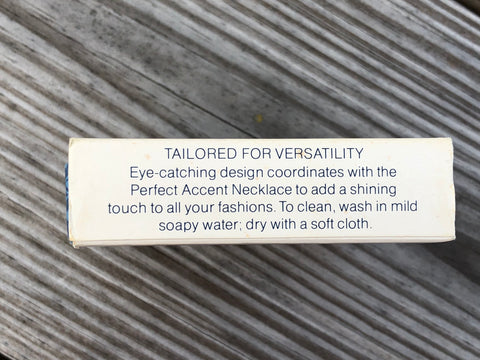 TAILORED FOR VERSATILITY
Eye-catching design coordinates with the
Perfect Accent Necklace to add a shining
touch to all your fashions. To clean, wash in mild
soapy water; dry with a soft cloth.